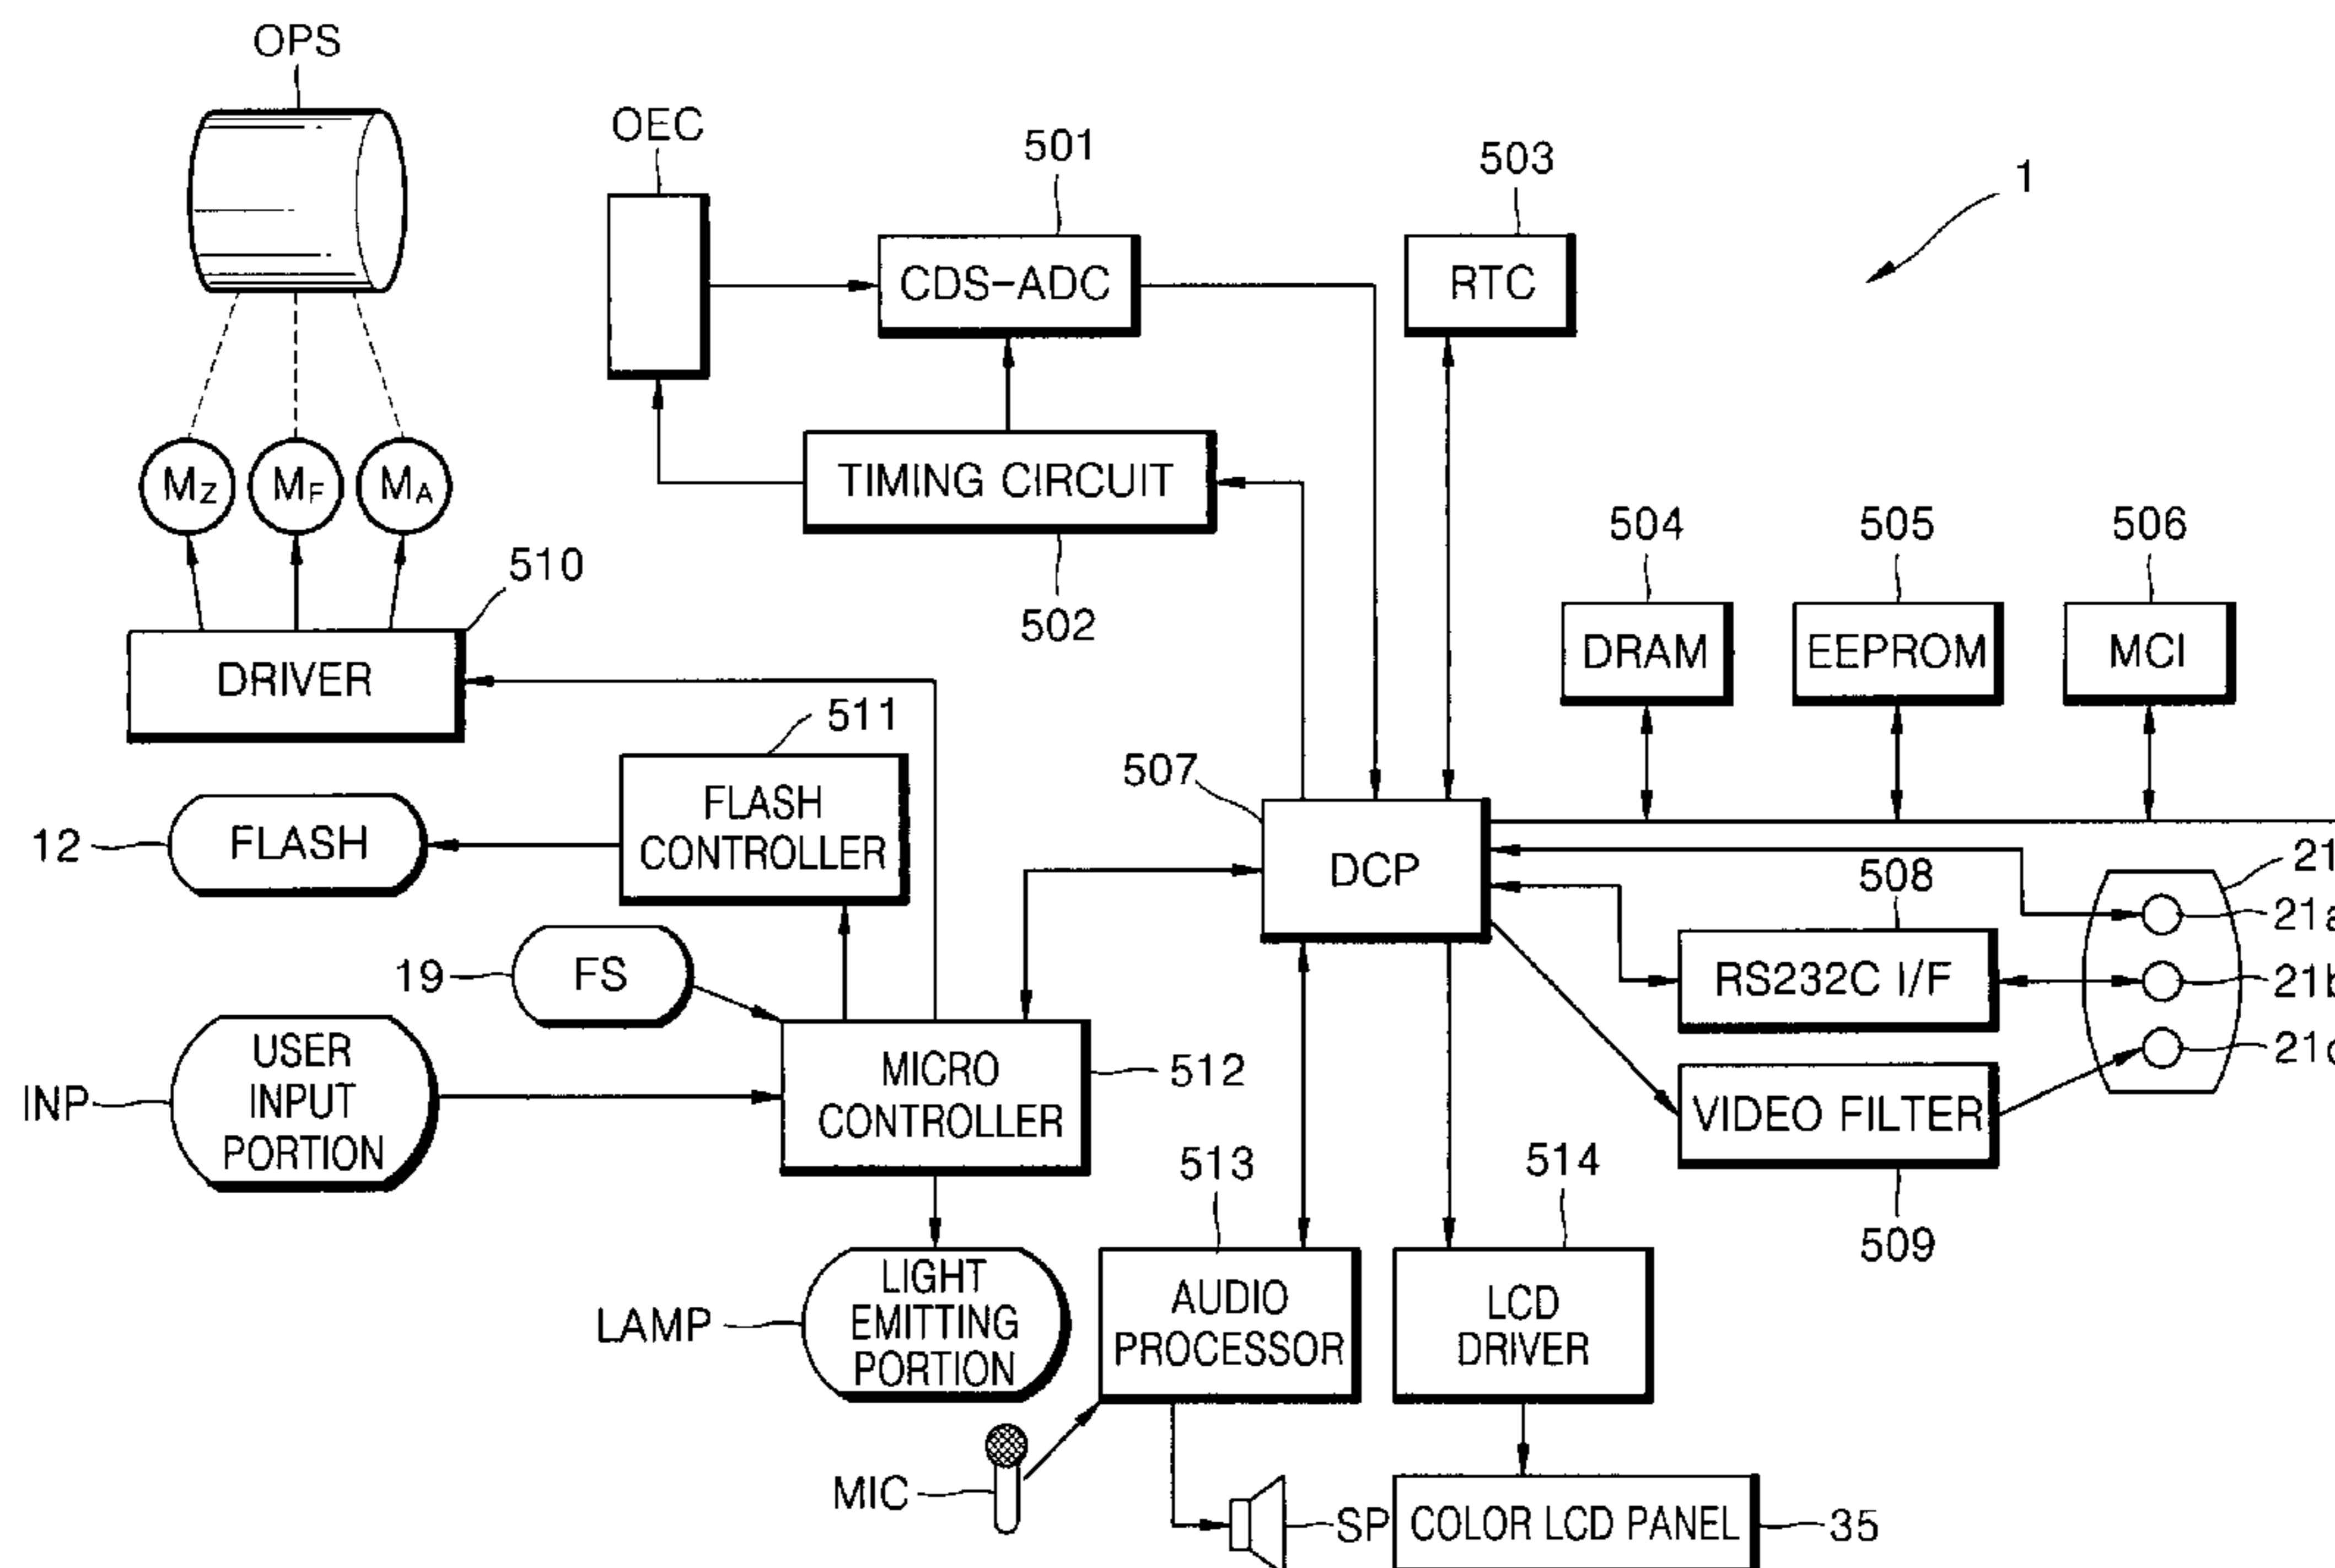 OPS
OEC
501
503
1
CDS-ADC
RTC
MZ
MF
MA
TIMING CIRCUIT
510
502
504
505
506
DRIVER
DRAM
EEPROM
MCI
511
507
FLASH
CONTROLLER
12
FLASH
DCP
508
21
21a
19
FS
RS232C I/F
21b
USER
INPUT
PORTION
INP
MICRO
CONTROLLER
512
VIDEO FILTER
513
514
509
LAMP
LIGHT
EMITTING
PORTION
AUDIO
PROCESSOR
LCD
DRIVER
MIC
SP
COLOR LCD PANEL
35